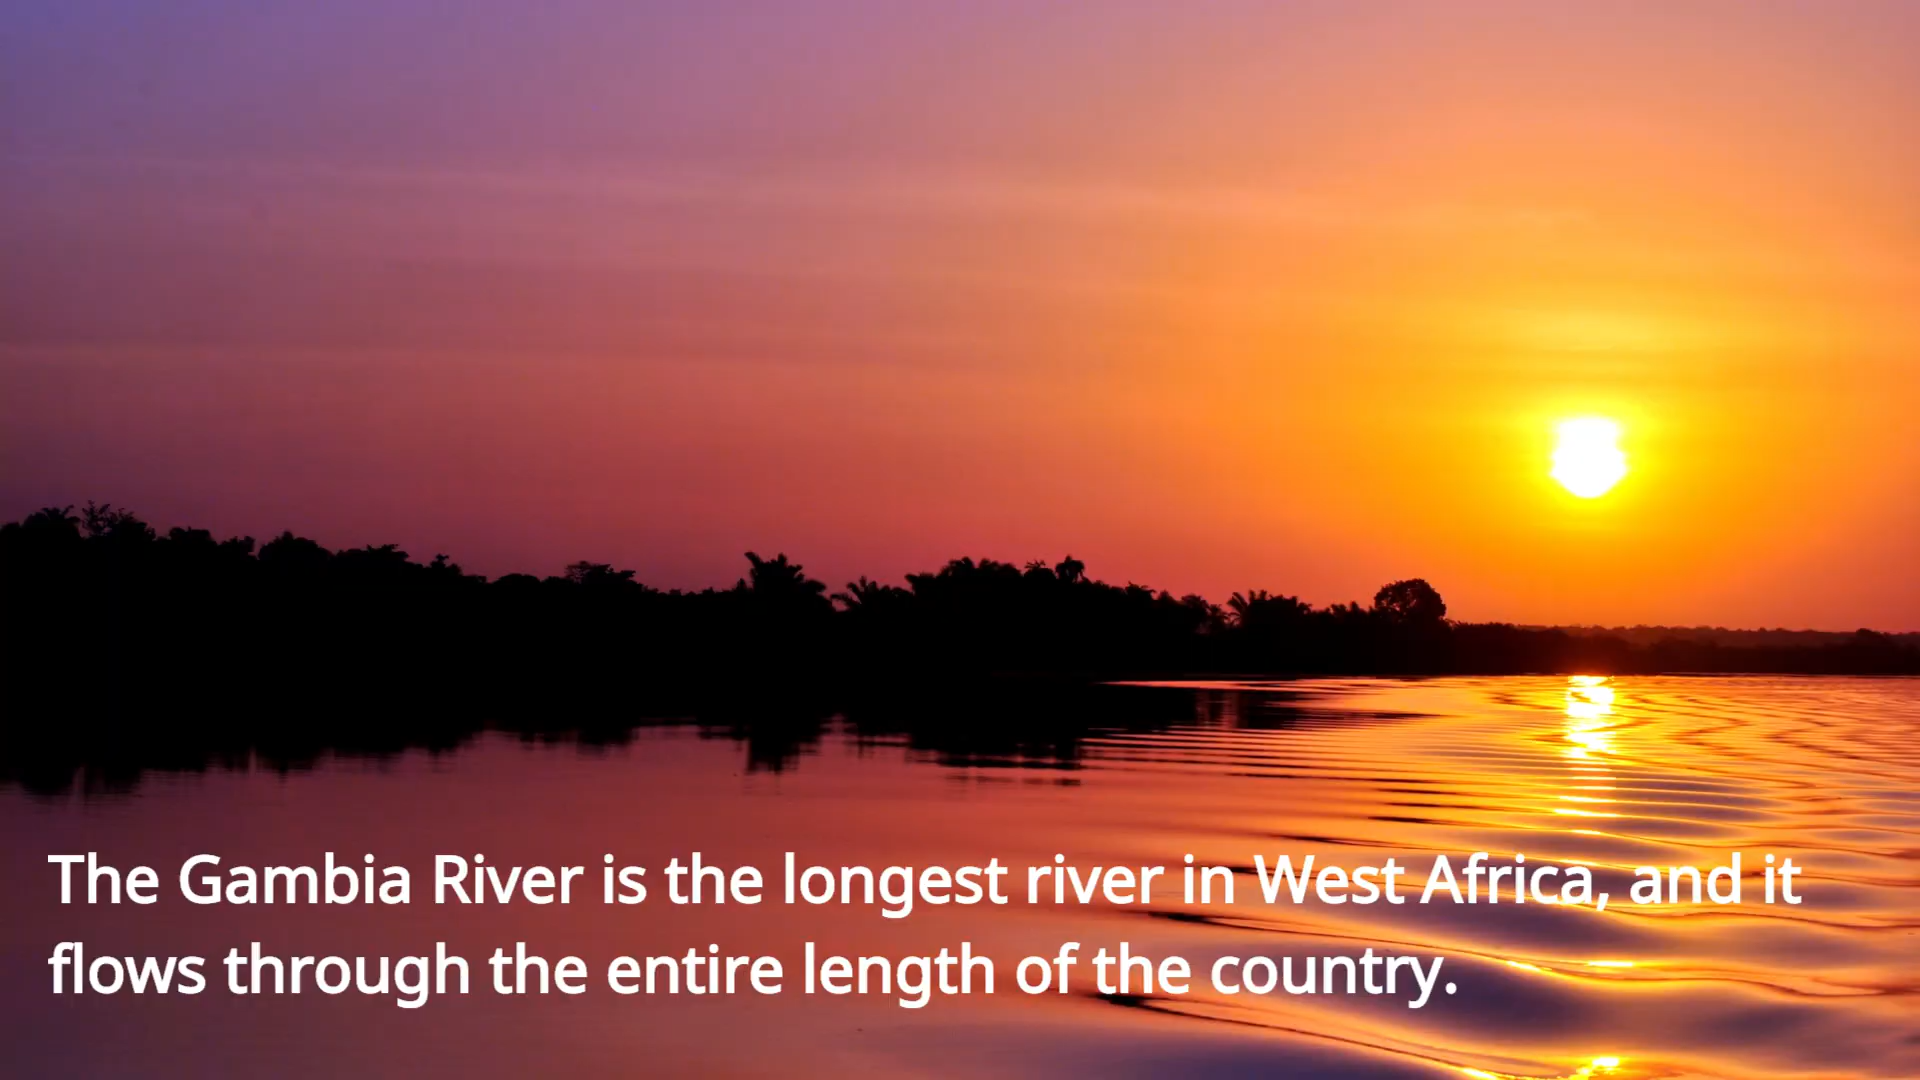 The Gambia River is the longest river in West Africa, and it
flows through the entire length of the country.